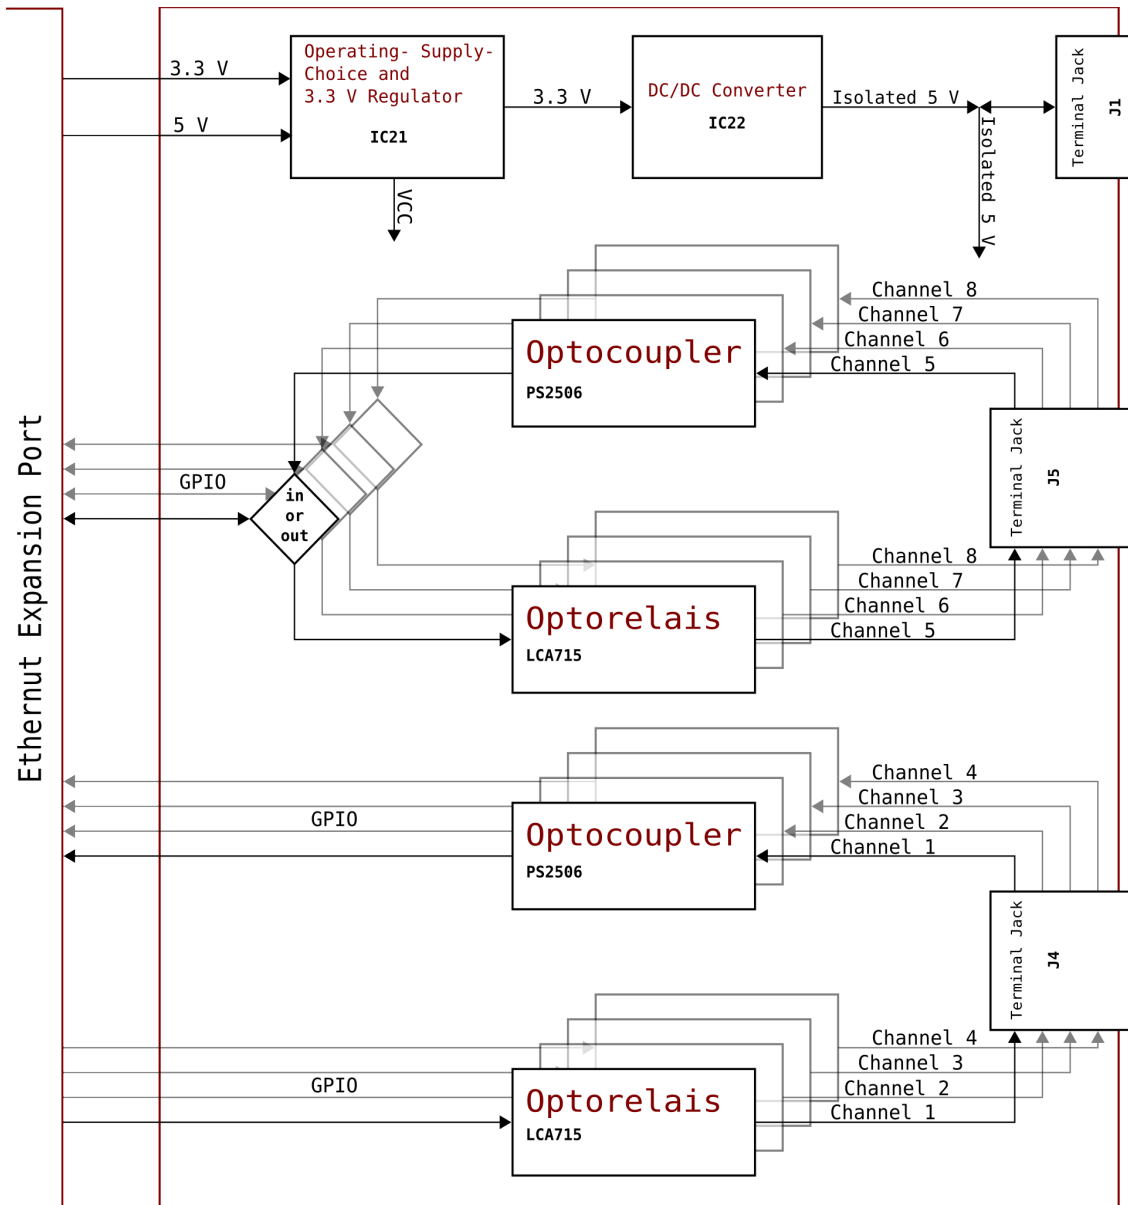 Operating- Supply-
Choice and
3.3 V Regulator
IC21
3.3 V
5 V
3.3 V
DC/DC Converter
IC22
Isolated 5 V
Isolated 5 V
Terminal Jack
J1
VCC
Channel 8
Channel 7
Channel 6
Channel 5
Optocoupler
PS2506
Ethernut Expansion Port
GPIO
in
or
out
Terminal Jack
J5
Channel 8
Channel 7
Channel 6
Channel 5
Optorelais
LCA715
Channel 4
Channel 3
Channel 2
Channel 1
GPIO
Optocoupler
PS2506
Terminal Jack
J4
Channel 4
Channel 3
Channel 2
Channel 1
GPIO
Optorelais
LCA715